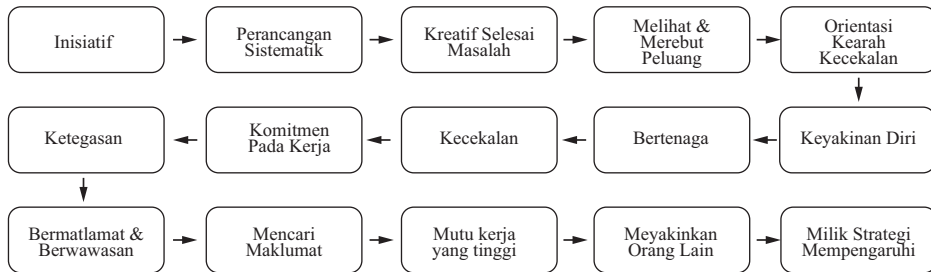 Inisiatif
Perancangan
Sistematik
Kreatif Selesai
Masalah
Melihat &
Merebut
Peluang
Orientasi
Kearah
Kecekalan
Ketegasan
Komitmen
Pada Kerja
Kecekalan
Bertenaga
Keyakinan Diri
Bermatlamat &
Berwawasan
Mencari
Maklumat
Mutu kerja
yang tinggi
Meyakinkan
Orang Lain
Milik Strategi
Mempengaruhi